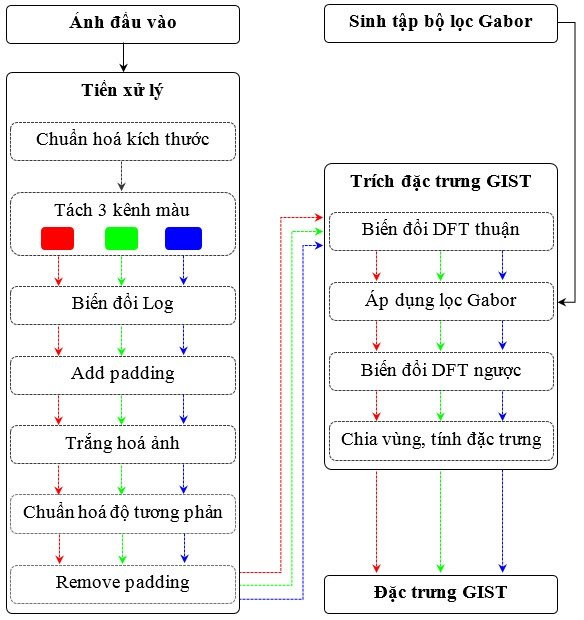 Ảnh đầu vào
Tiền xử lý
Chuẩn hoá kích thước
Tách 3 kênh màu
Biến đổi Log
Add padding
Trắng hoá ảnh
Chuẩn hoá độ tương phản
Remove padding
Sinh tập bộ lọc Gabor
Trích đặc trưng GIST
Biến đổi DFT thuận
Áp dụng lọc Gabor
Biến đổi DFT ngược
Chia vùng, tính đặc trưng
Đặc trưng GIST